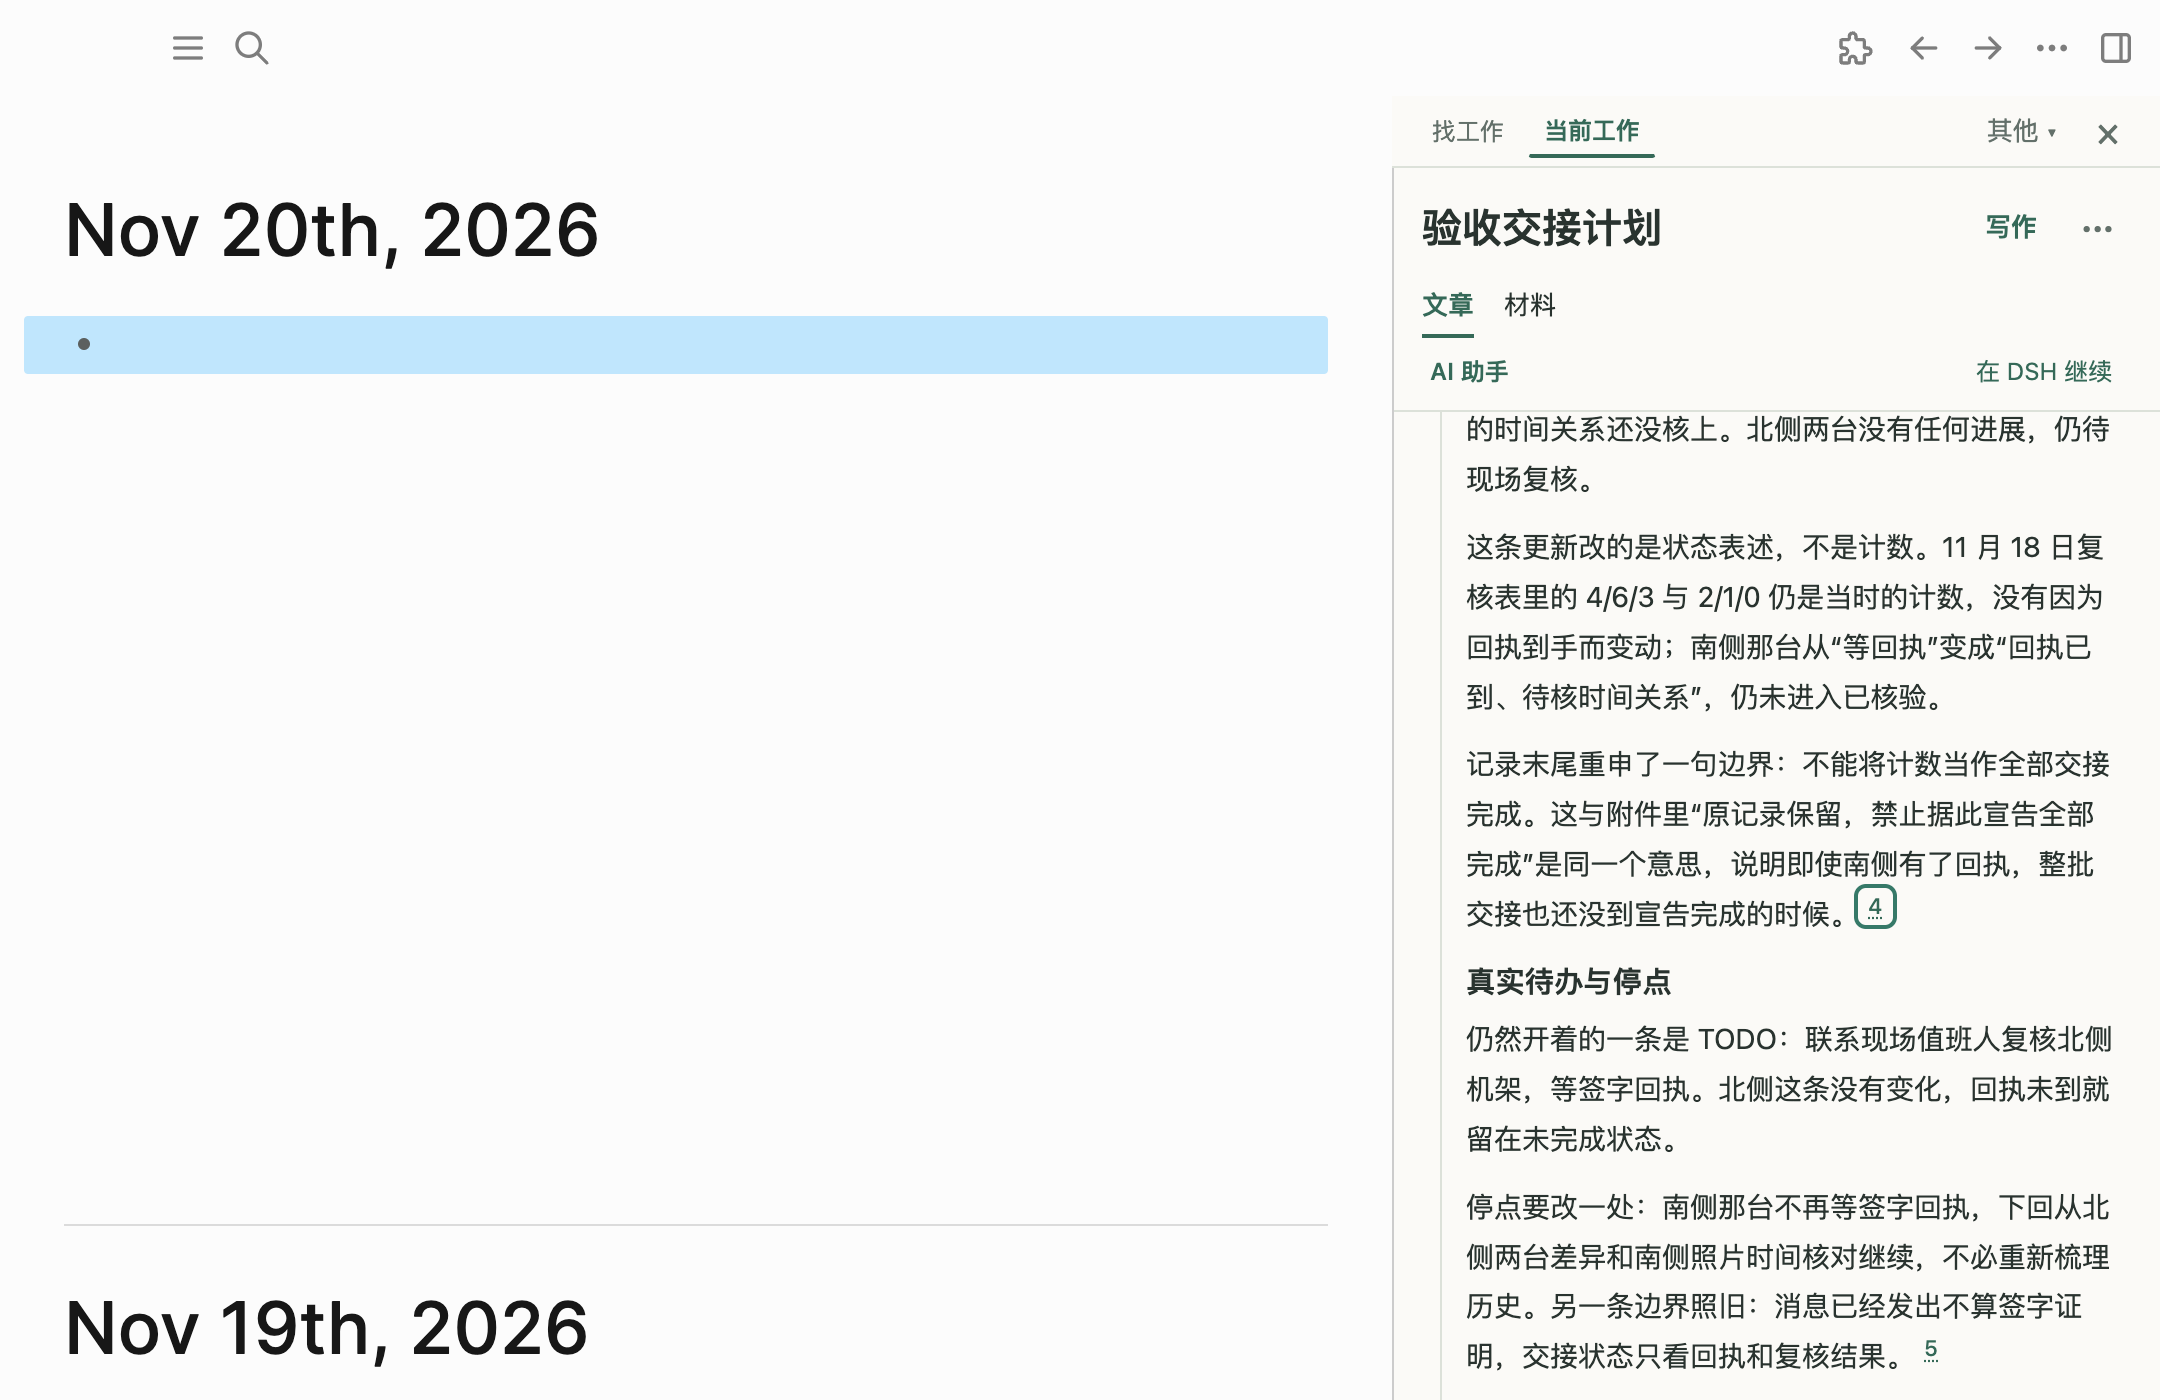 Nov 20th, 2026
Nov 19th, 2026
找工作 当前工作 其他
验收交接计划 写作
文章 材料
AI 助手 在 DSH 继续
的时间关系还没核上。北侧两台没有任何进展，仍待
现场复核。
这条更新改的是状态表述，不是计数。11 月 18 日复
核表里的 4/6/3 与 2/1/0 仍是当时的计数，没有因为
回执到手而变动；南侧那台从“等回执”变成“回执已
到、待核时间关系”，仍未进入已核验。
记录末尾重申了一句边界：不能将计数当作全部交接
完成。这与附件里“原记录保留，禁止据此宣告全部
完成”是同一个意思，说明即使南侧有了回执，整批
交接也还没到宣告完成的时候。4
真实待办与停点
仍然开着的一条是 TODO：联系现场值班人复核北侧
机架，等签字回执。北侧这条没有变化，回执未到就
留在未完成状态。
停点要改一处：南侧那台不再等签字回执，下回从北
侧两台差异和南侧照片时间核对继续，不必重新梳理
历史。另一条边界照旧：消息已经发出不算签字证
明，交接状态只看回执和复核结果。 5